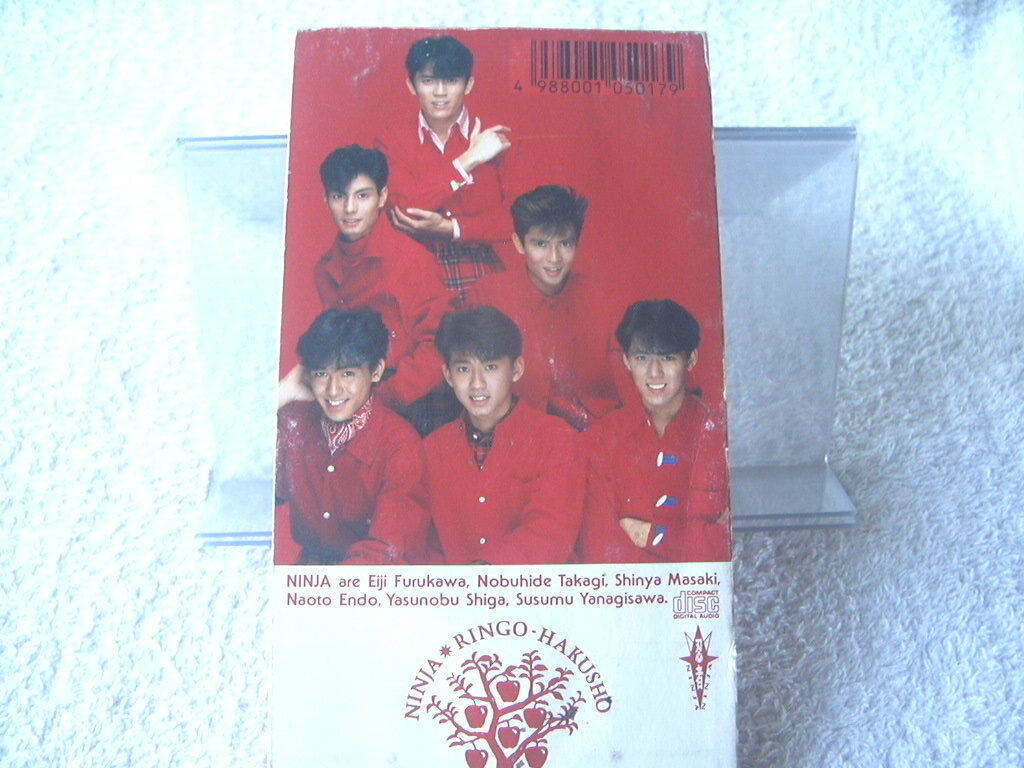 4 988001 050179
NINJA are Eiji Furukawa, Nobuhide Takagi, Shinya Masaki,
Naoto Endo, Yasunobu Shiga, Susumu Yanagisawa.
COMPACT
disc
DIGITAL AUDIO
NINJA * RINGO-HAKUSHO